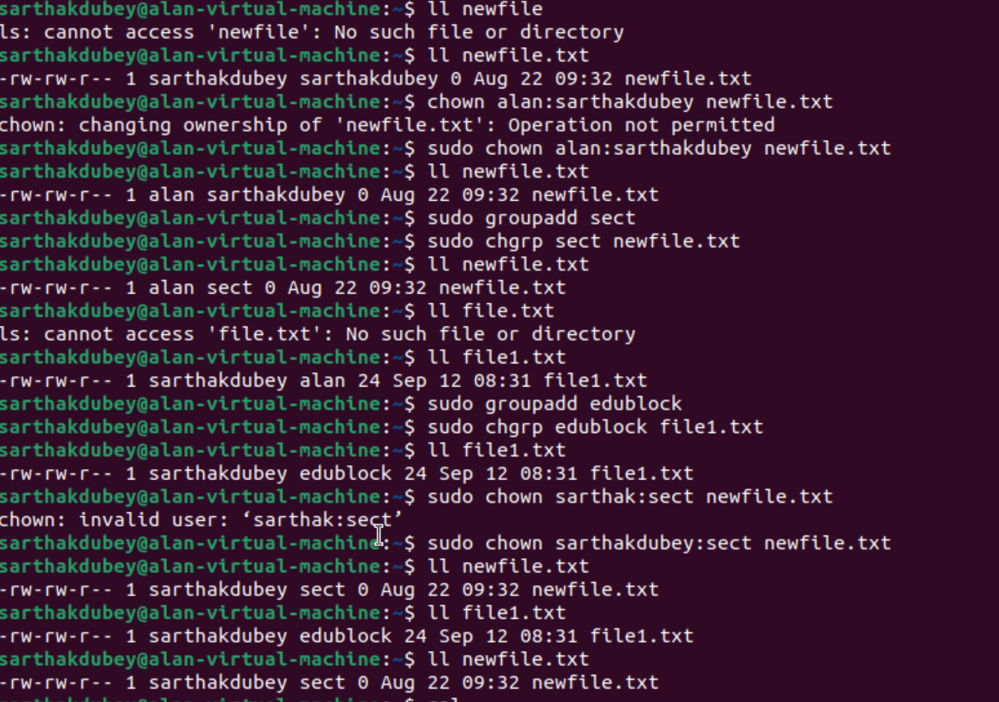 sarthakdubey@alan-virtual-machine:~$ ll newfile
ls: cannot access 'newfile': No such file or directory
sarthakdubey@alan-virtual-machine:~$ ll newfile.txt
-rw-rw-r-- 1 sarthakdubey sarthakdubey 0 Aug 22 09:32 newfile.txt
sarthakdubey@alan-virtual-machine:~$ chown alan:sarthakdubey newfile.txt
chown: changing ownership of 'newfile.txt': Operation not permitted
sarthakdubey@alan-virtual-machine:~$ sudo chown alan:sarthakdubey newfile.txt
sarthakdubey@alan-virtual-machine:~$ ll newfile.txt
-rw-rw-r-- 1 alan sarthakdubey 0 Aug 22 09:32 newfile.txt
sarthakdubey@alan-virtual-machine:~$ sudo groupadd sect
sarthakdubey@alan-virtual-machine:~$ sudo chgrp sect newfile.txt
sarthakdubey@alan-virtual-machine:~$ ll newfile.txt
-rw-rw-r-- 1 alan sect 0 Aug 22 09:32 newfile.txt
sarthakdubey@alan-virtual-machine:~$ ll file.txt
ls: cannot access 'file.txt': No such file or directory
sarthakdubey@alan-virtual-machine:~$ ll file1.txt
-rw-rw-r-- 1 sarthakdubey alan 24 Sep 12 08:31 file1.txt
sarthakdubey@alan-virtual-machine:~$ sudo groupadd edublock
sarthakdubey@alan-virtual-machine:~$ sudo chgrp edublock file1.txt
sarthakdubey@alan-virtual-machine:~$ ll file1.txt
-rw-rw-r-- 1 sarthakdubey edublock 24 Sep 12 08:31 file1.txt
sarthakdubey@alan-virtual-machine:~$ sudo chown sarthak:sect newfile.txt
chown: invalid user: ‘sarthak:sect’
sarthakdubey@alan-virtual-machine:~$ sudo chown sarthakdubey:sect newfile.txt
sarthakdubey@alan-virtual-machine:~$ ll newfile.txt
-rw-rw-r-- 1 sarthakdubey sect 0 Aug 22 09:32 newfile.txt
sarthakdubey@alan-virtual-machine:~$ ll file1.txt
-rw-rw-r-- 1 sarthakdubey edublock 24 Sep 12 08:31 file1.txt
sarthakdubey@alan-virtual-machine:~$ ll newfile.txt
-rw-rw-r-- 1 sarthakdubey sect 0 Aug 22 09:32 newfile.txt